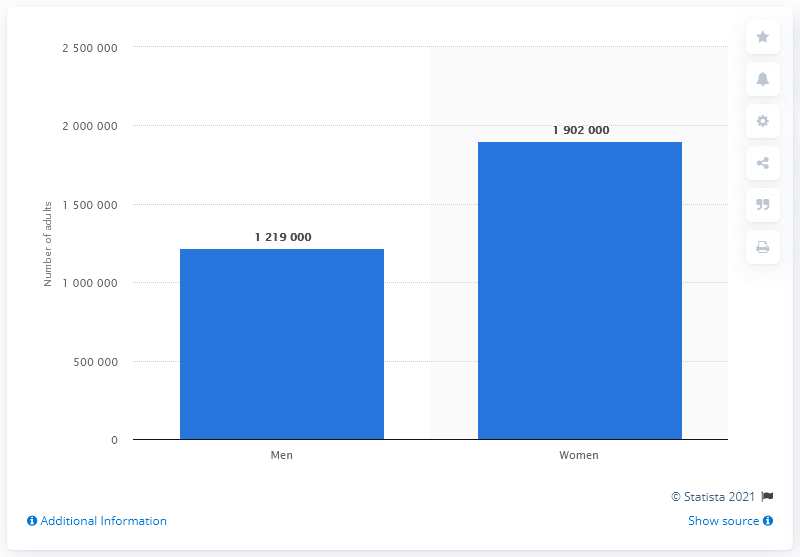 2 500 000
2 000 000
1 500 000
1 000 000
500 000
0
Number of adults
1 219 000
1 902 000
Men
Women
© Statista 2021
Additional Information
Show source